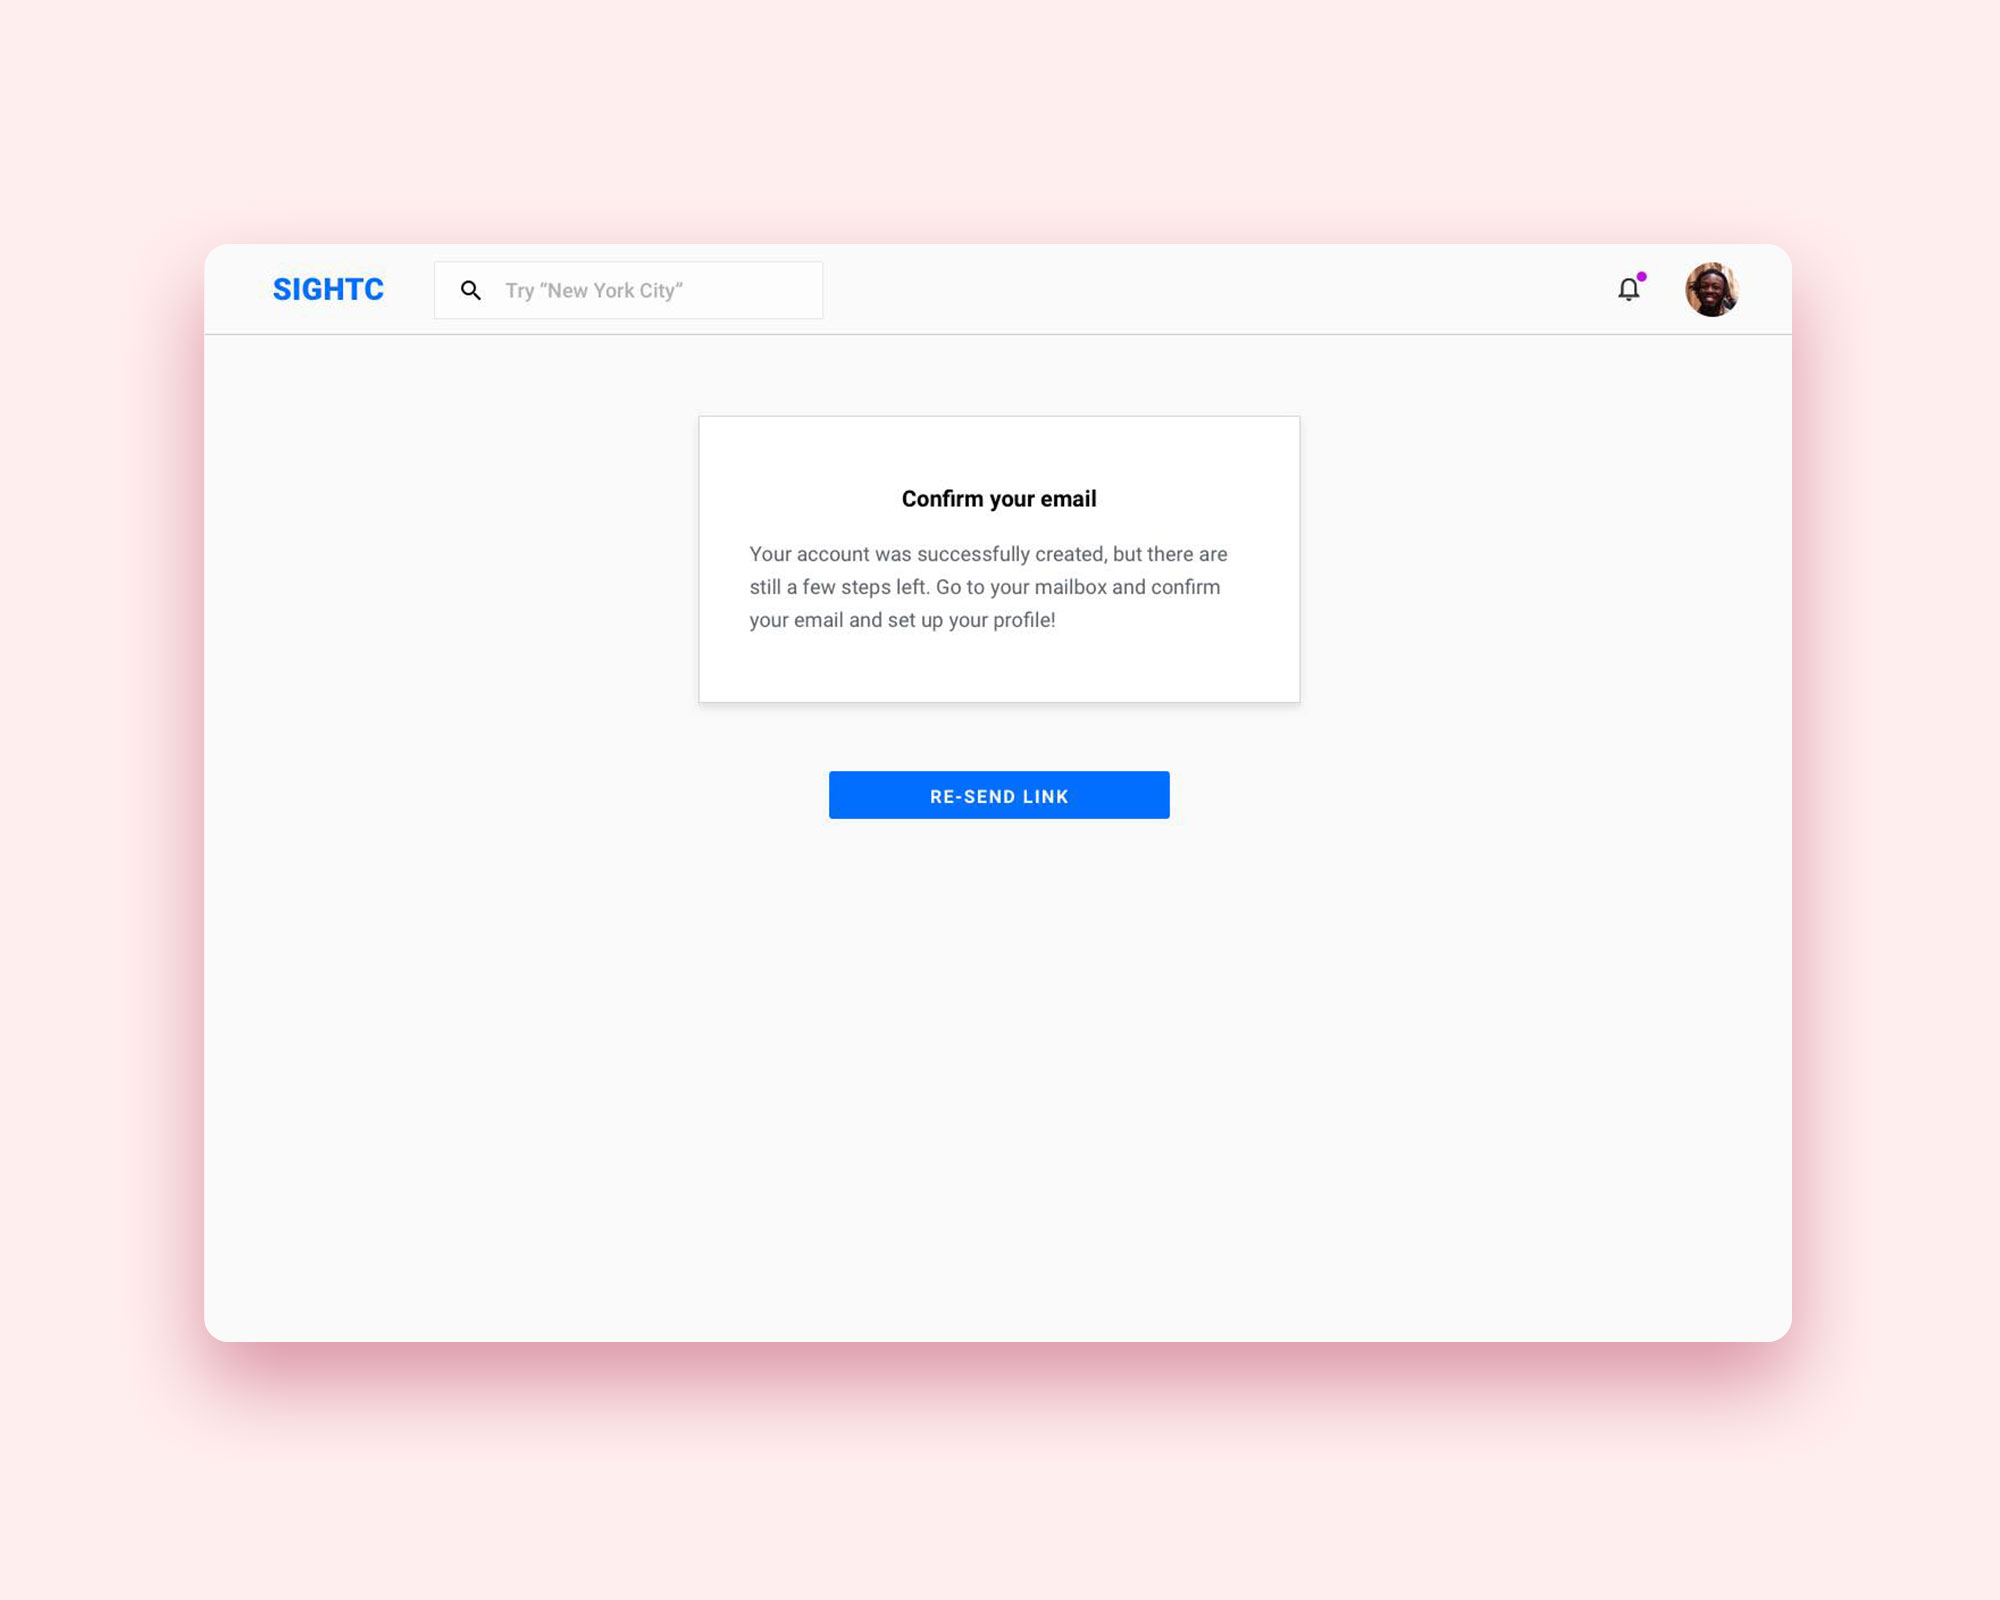 SIGHTC
Try “New York City”
Confirm your email
Your account was successfully created, but there are
still a few steps left. Go to your mailbox and confirm
your email and set up your profile!
RE-SEND LINK